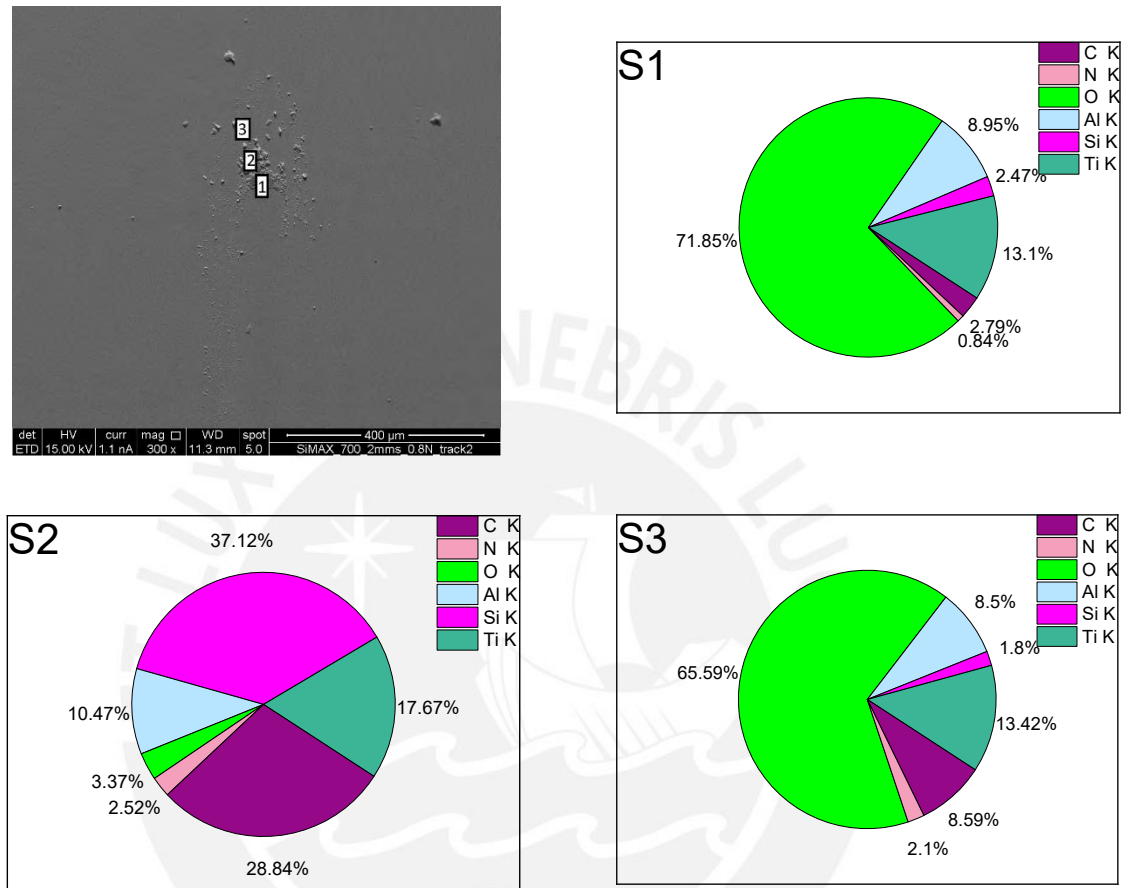 3
2
1
det HV curr mag □ WD spot 400 µm
ETD 15.00 kV 1.1 nA 300 x 11.3 mm 5.0 SiMAX_700_2mms_0.8N_track2
S1
C K
N K
O K
Al K
Si K
Ti K
8.95%
2.47%
71.85%
13.1%
2.79%
0.84%
S2
C K
N K
O K
Al K
Si K
Ti K
37.12%
10.47%
17.67%
3.37%
2.52%
28.84%
S3
C K
N K
O K
Al K
Si K
Ti K
8.5%
1.8%
65.59%
13.42%
8.59%
2.1%